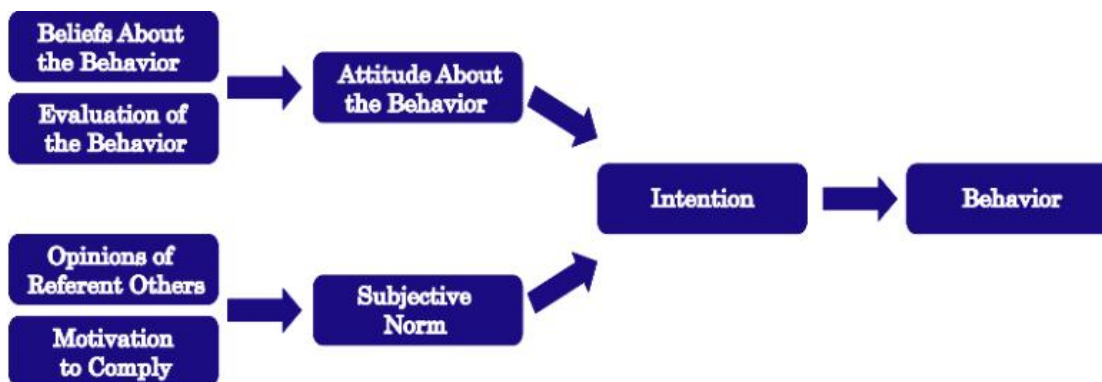 Beliefs About
the Behavior
Evaluation of
the Behavior
Attitude About
the Behavior
Opinions of
Referent Others
Motivation
to Comply
Subjective
Norm
Intention
Behavior